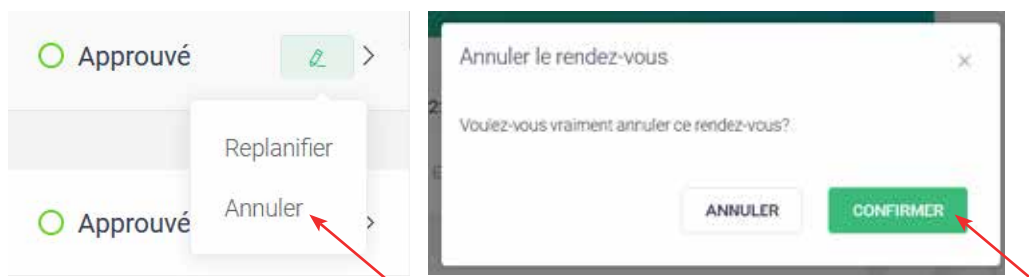 Approuvé
Replanifier
Annuler
Approuvé
Annuler le rendez-vous
Voulez-vous vraiment annuler ce rendez-vous?
ANNULER
CONFIRMER